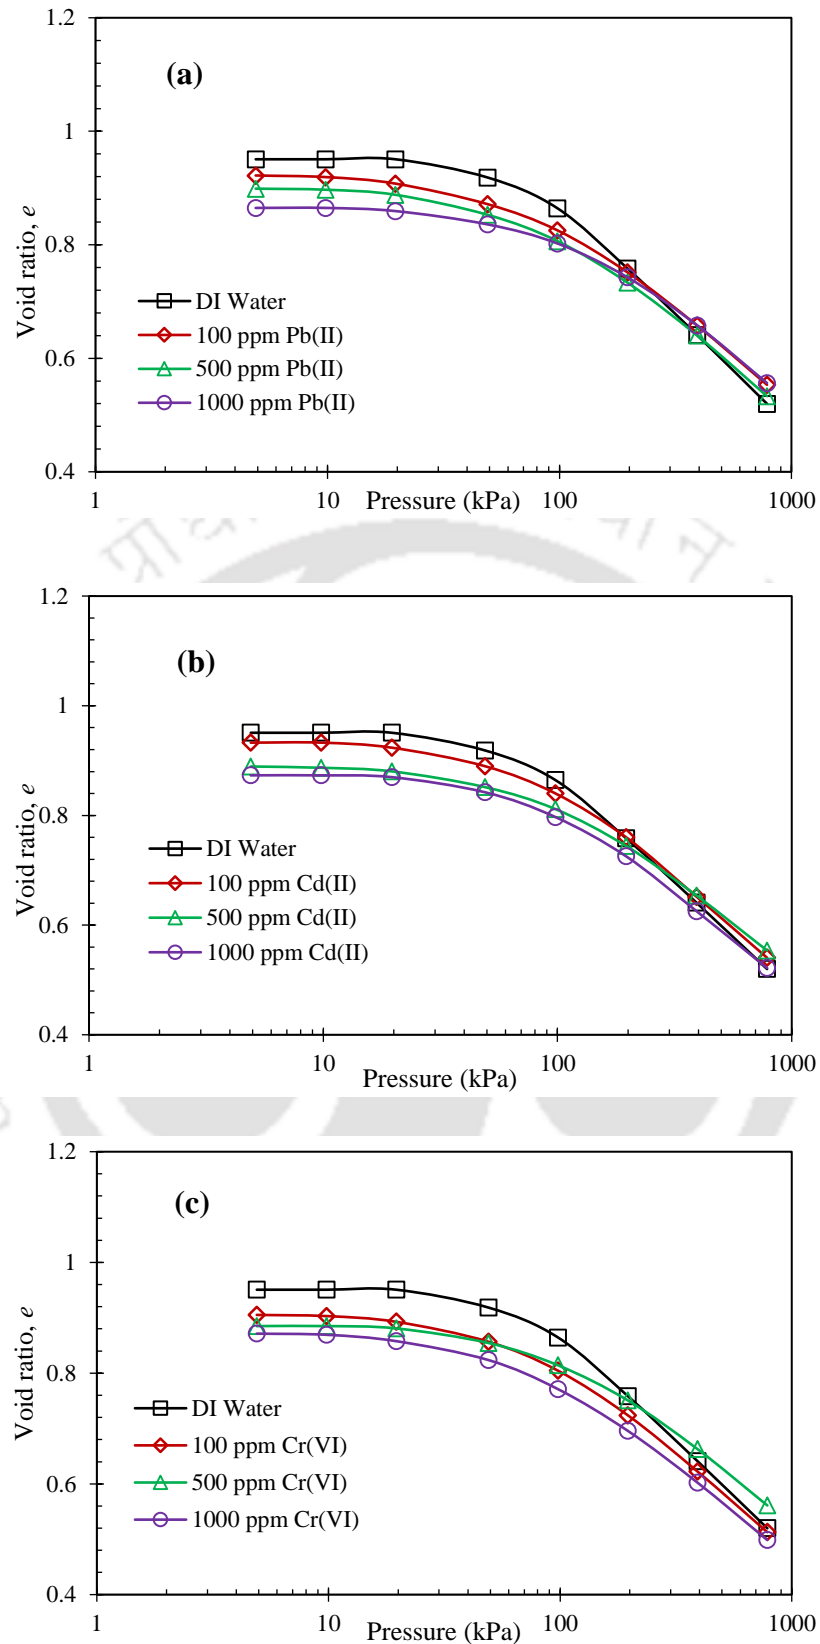 1.2
(a)
1
0.8
Void ratio, e
DI Water
100 ppm Pb(II)
0.6
500 ppm Pb(II)
1000 ppm Pb(II)
0.4
1 10 100 1000
Pressure (kPa)
1.2
(b)
1
0.8
Void ratio, e
DI Water
100 ppm Cd(II)
0.6
500 ppm Cd(II)
1000 ppm Cd(II)
0.4
1 10 100 1000
Pressure (kPa)
1.2
(c)
1
0.8
Void ratio, e
DI Water
100 ppm Cr(VI)
0.6
500 ppm Cr(VI)
1000 ppm Cr(VI)
0.4
1 10 100 1000
Pressure (kPa)